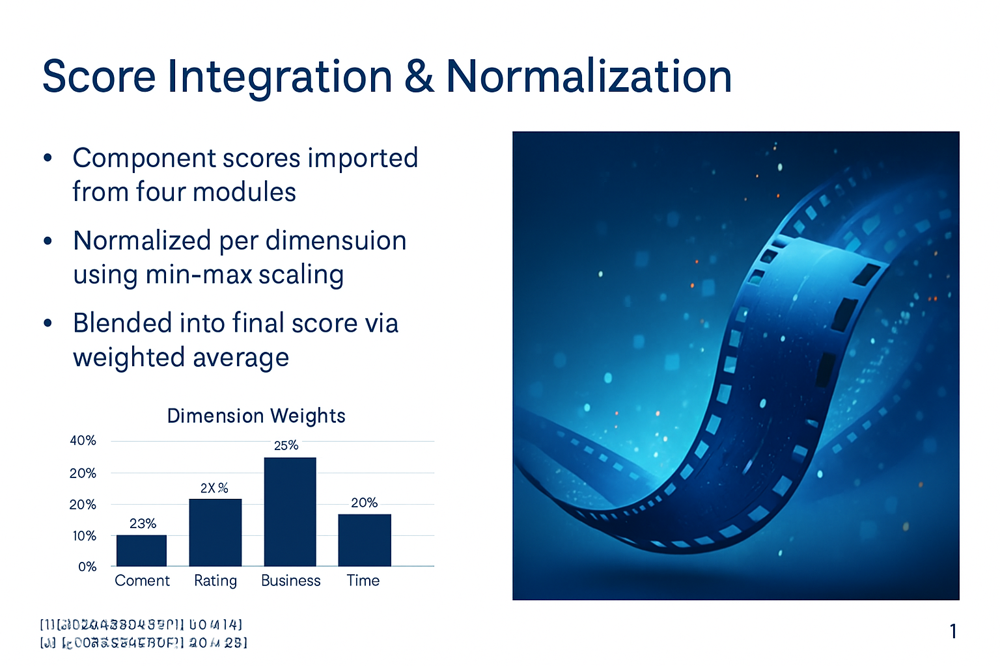 Score Integration & Normalization
• Component scores imported
from four modules
• Normalized per dimensuion
using min-max scaling
• Blended into final score via
weighted average
Dimension Weights
40%
20%
20%
10%
0%
23%
2X%
25%
20%
Coment
Rating
Business
Time
1